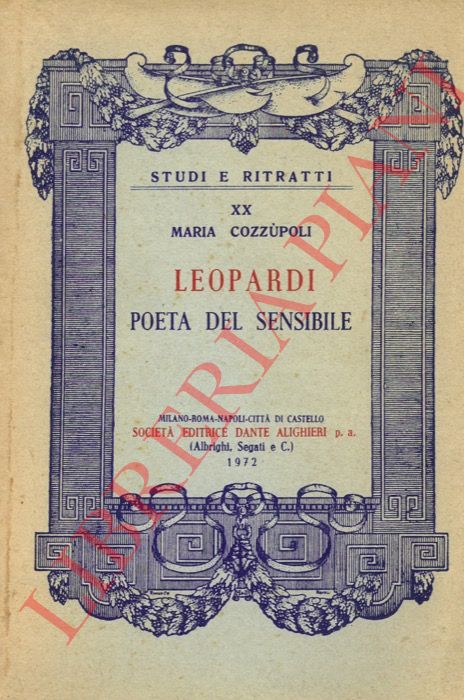 STUDI E RITRATTI
XX
MARIA COZZÙPOLI
LEOPARDI
POETA DEL SENSIBILE
MILANO-ROMA-NAPOLI-CITTÀ DI CASTELLO
SOCIETÀ EDITRICE DANTE ALIGHIERI p. a.
(Albrighi, Segati e C.)
1972
LIBRERIA PIANI